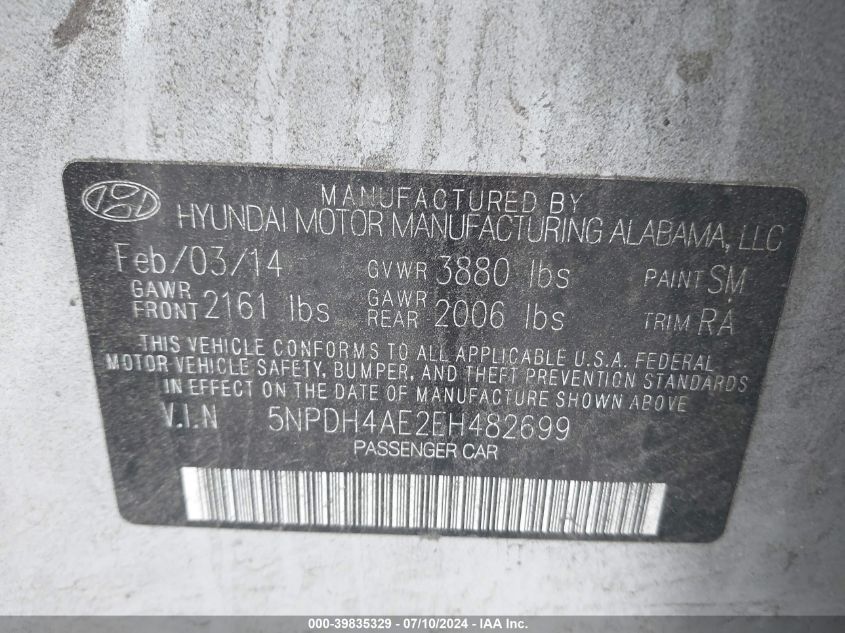 MANUFACTURED BY
HYUNDAI MOTOR MANUFACTURING ALABAMA, LLC
Feb/03/14 GVWR 3880 lbs PAINT SM
GAWR FRONT 2161 lbs GAWR REAR 2006 lbs TRIM RA
THIS VEHICLE CONFORMS TO ALL APPLICABLE U.S.A. FEDERAL
MOTOR VEHICLE SAFETY, BUMPER, AND THEFT PREVENTION STANDARDS
IN EFFECT ON THE DATE OF MANUFACTURE SHOWN ABOVE
V.I.N 5NPDH4AE2EH482699
PASSENGER CAR
000-39835329 - 07/10/2024 - IAA Inc.